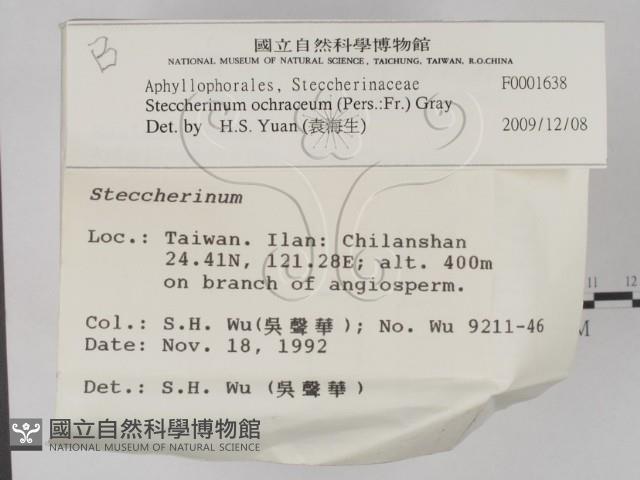 B
國立自然科學博物館
NATIONAL MUSEUM OF NATURAL SCIENCE, TAICHUNG, TAIWAN, R.O.CHINA
Aphyllophorales, Steccherinaceae F0001638
Steccherinum ochraceum (Pers.:Fr.) Gray
Det. by H.S. Yuan (袁海生) 2009/12/08
Steccherinum
Loc.: Taiwan. Ilan: Chilanshan
24.41N, 121.28E; alt. 400m
on branch of angiosperm.
11 12
Col.: S.H. Wu(吳聲華); No. Wu 9211-46
M
Date: Nov. 18, 1992
Det.: S.H. Wu (吳聲華)
國立自然科學博物館
NATIONAL MUSEUM OF NATURAL SCIENCE